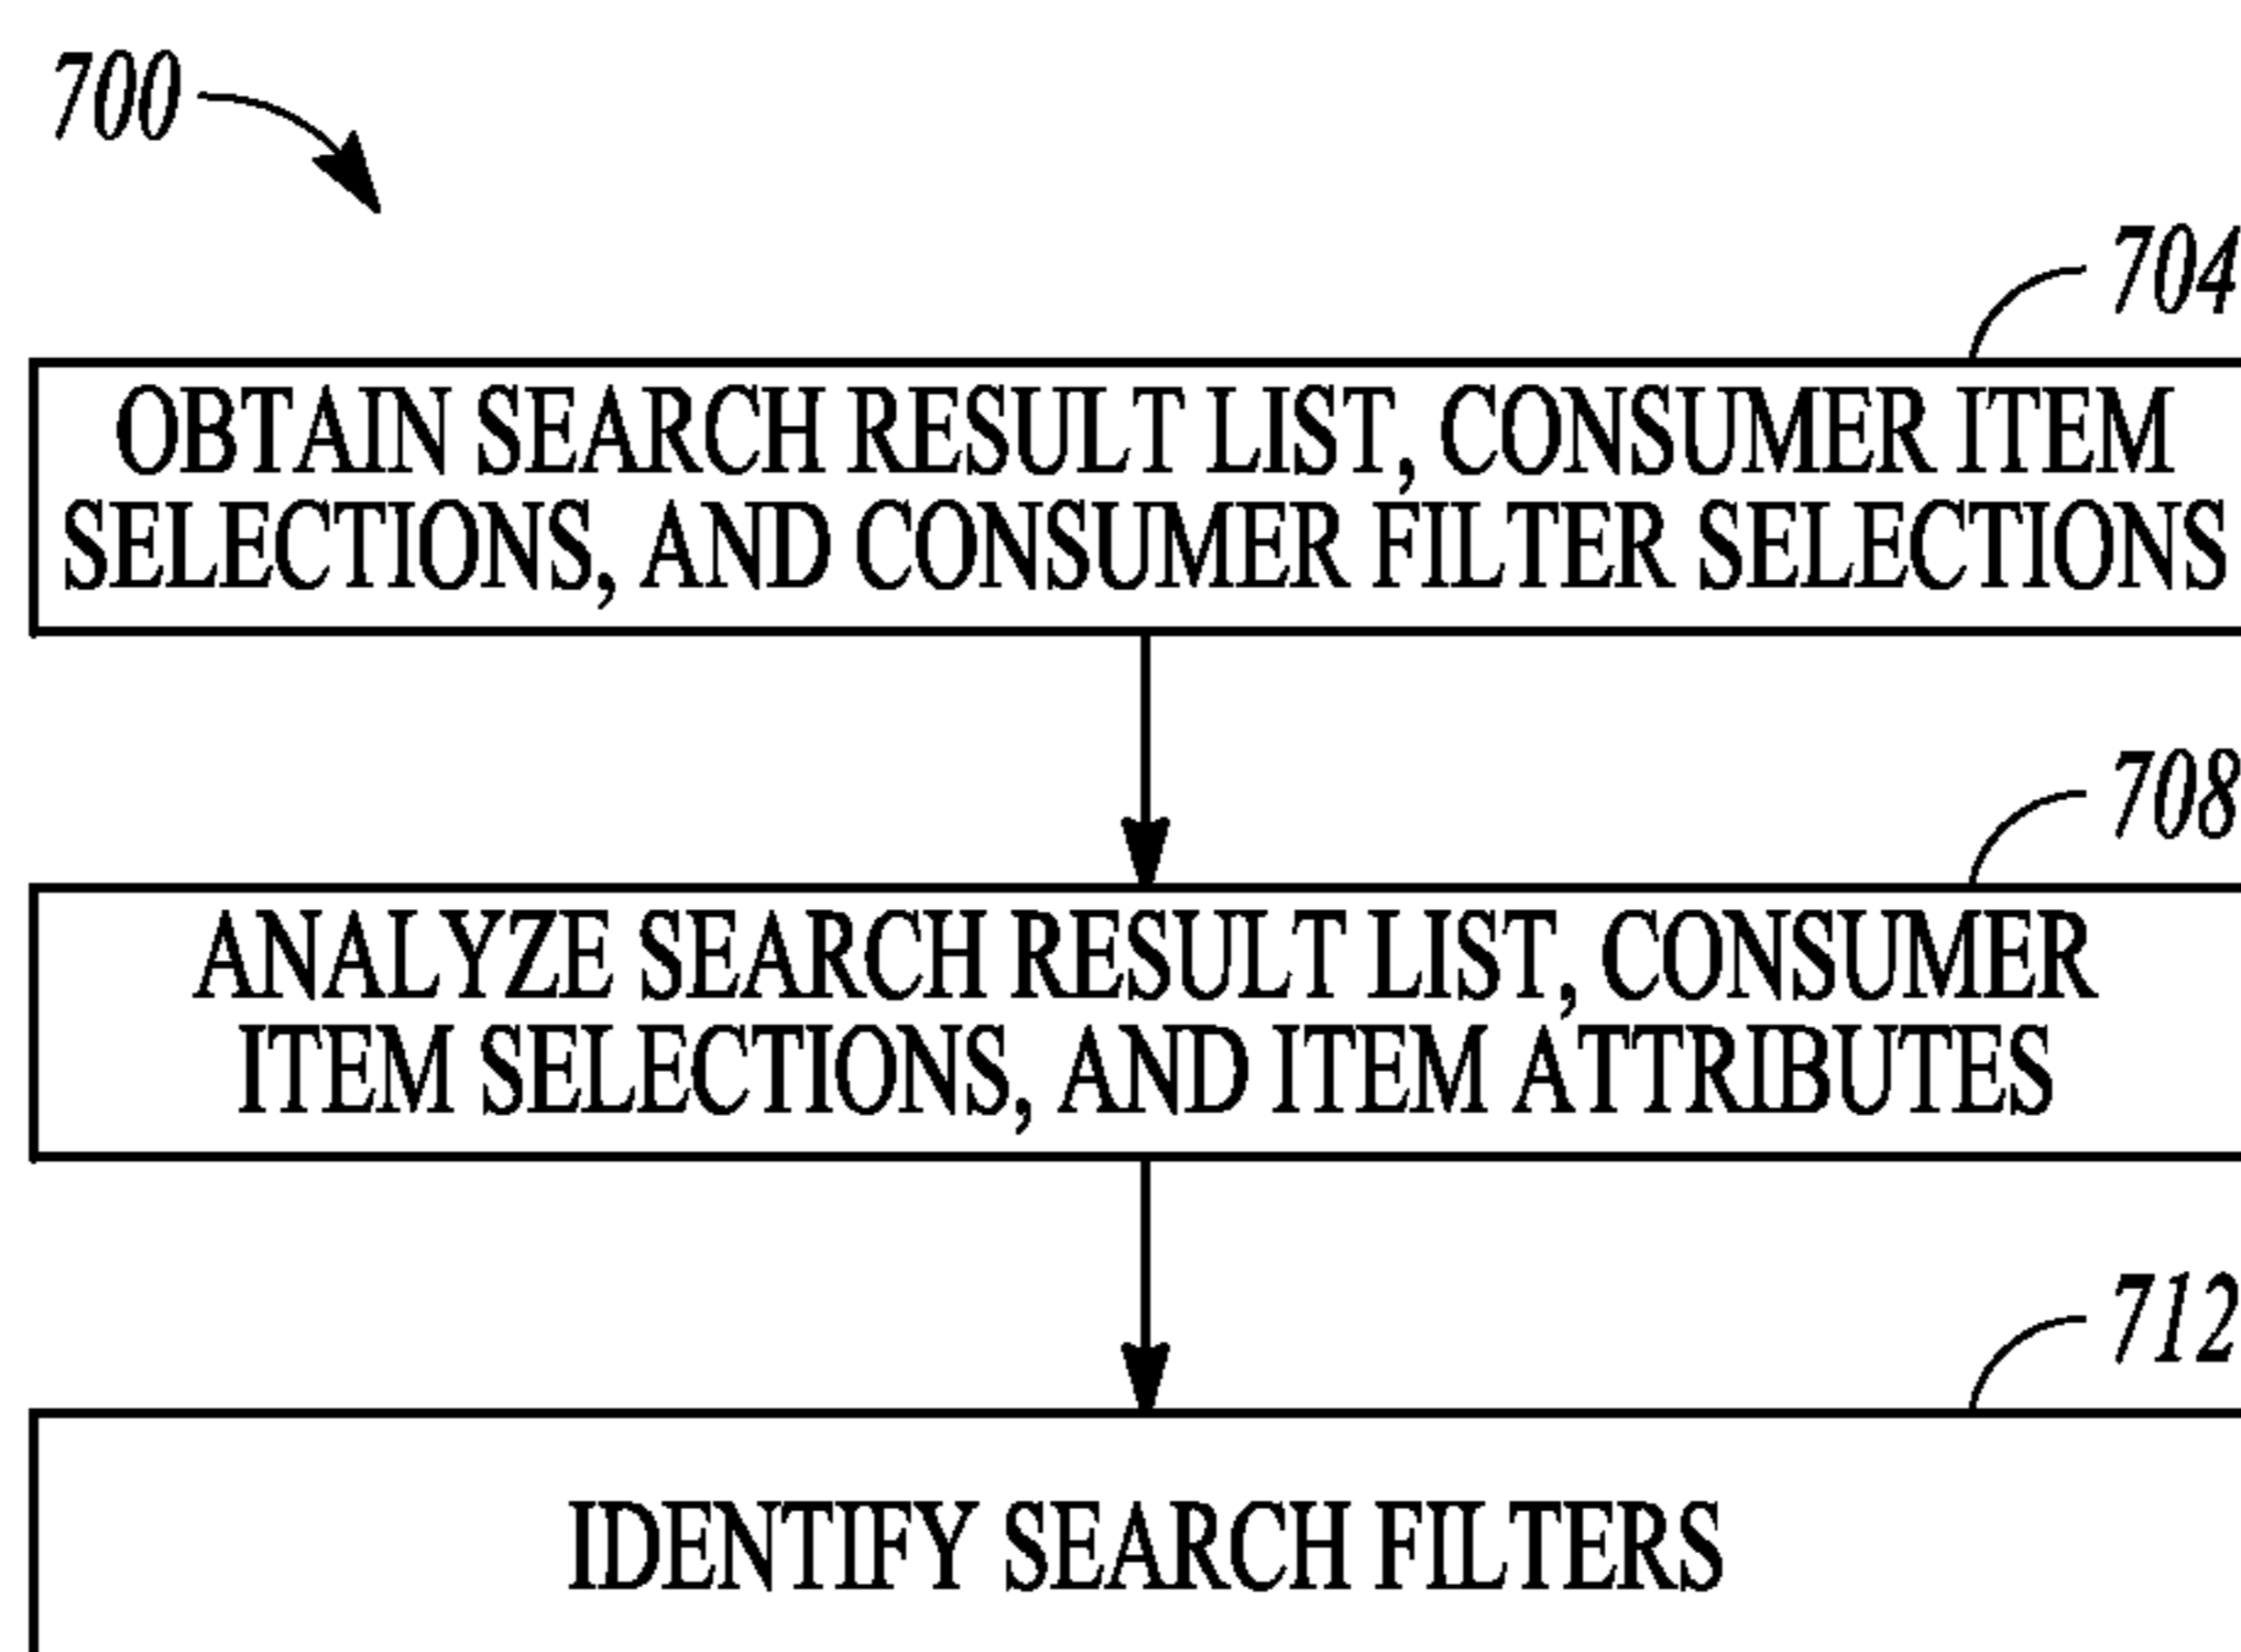 700
704
OBTAIN SEARCH RESULT LIST, CONSUMER ITEM
SELECTIONS, AND CONSUMER FILTER SELECTIONS
708
ANALYZE SEARCH RESULT LIST, CONSUMER
ITEM SELECTIONS, AND ITEM ATTRIBUTES
712
IDENTIFY SEARCH FILTERS